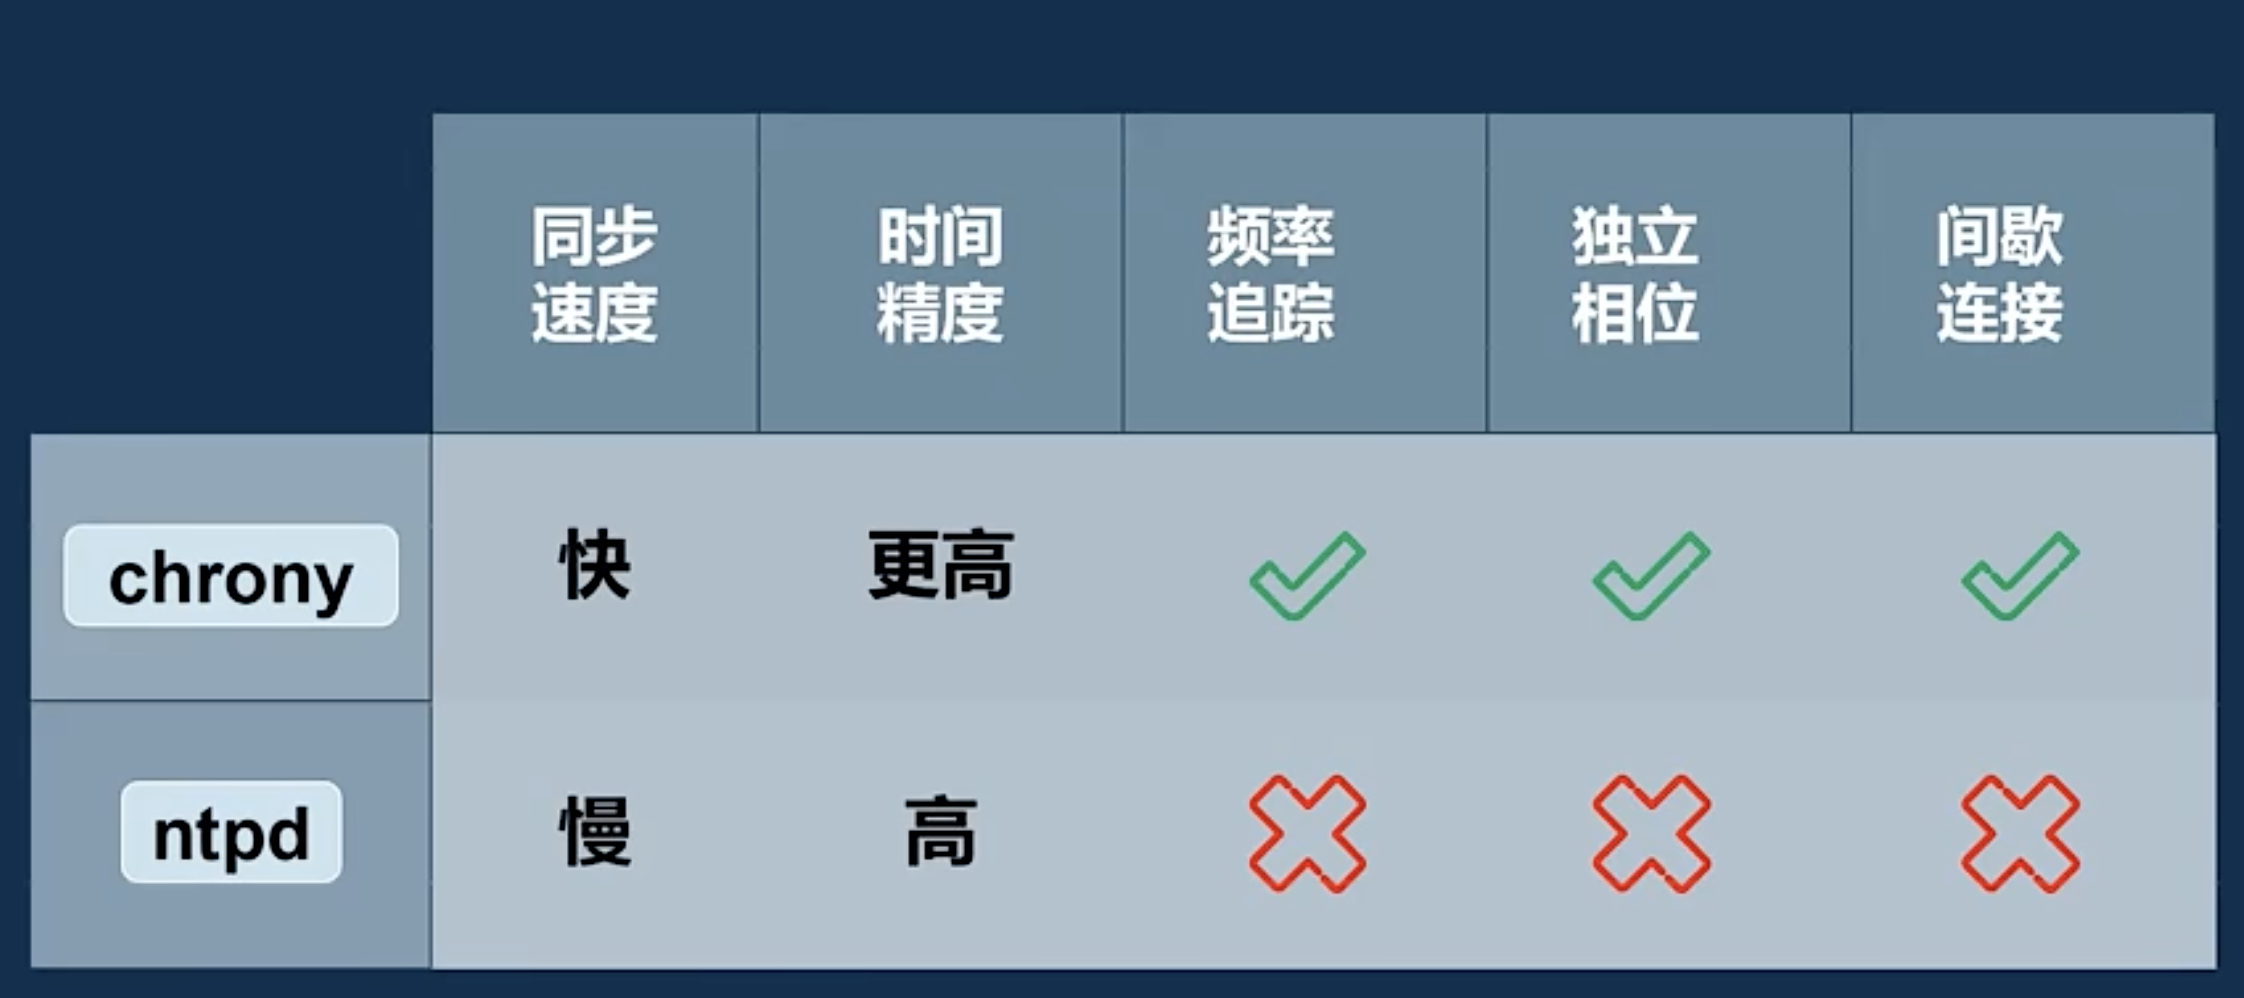 同步
速度
时间
精度
频率
追踪
独立
相位
间歇
连接
chrony
快
更高
ntpd
慢
高